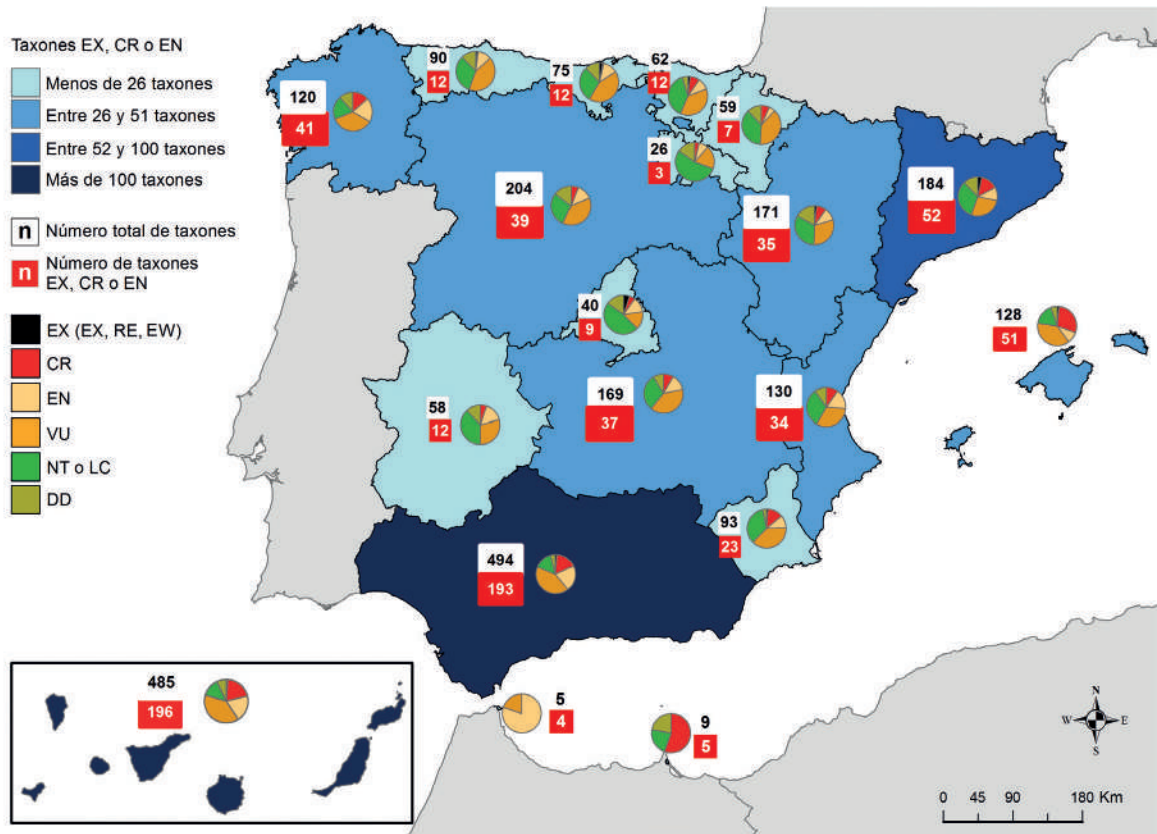 Taxones EX, CR o EN
Menos de 26 taxones
Entre 26 y 51 taxones
Entre 52 y 100 taxones
Más de 100 taxones
n Número total de taxones
n Número de taxones
EX, CR o EN
EX (EX, RE, EW)
CR
EN
VU
NT o LC
DD
120
41
90
12
75
12
62
12
59
7
26
3
204
39
171
35
184
52
40
9
128
51
58
12
169
37
130
34
93
23
494
193
485
196
5
4
9
5
N
W E
S
0 45 90 180 Km